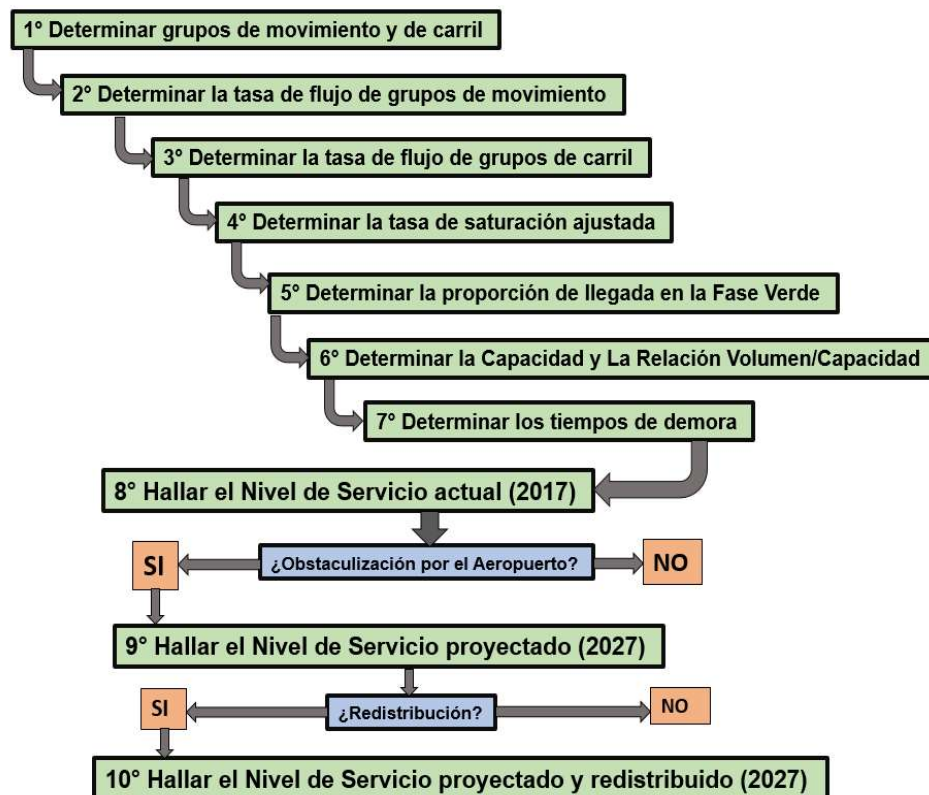 1° Determinar grupos de movimiento y de carril
2° Determinar la tasa de flujo de grupos de movimiento
3° Determinar la tasa de flujo de grupos de carril
4° Determinar la tasa de saturación ajustada
5° Determinar la proporción de llegada en la Fase Verde
6° Determinar la Capacidad y La Relación Volumen/Capacidad
7° Determinar los tiempos de demora
8° Hallar el Nivel de Servicio actual (2017)
SI
¿Obstaculización por el Aeropuerto?
NO
9° Hallar el Nivel de Servicio proyectado (2027)
SI
¿Redistribución?
NO
10° Hallar el Nivel de Servicio proyectado y redistribuido (2027)